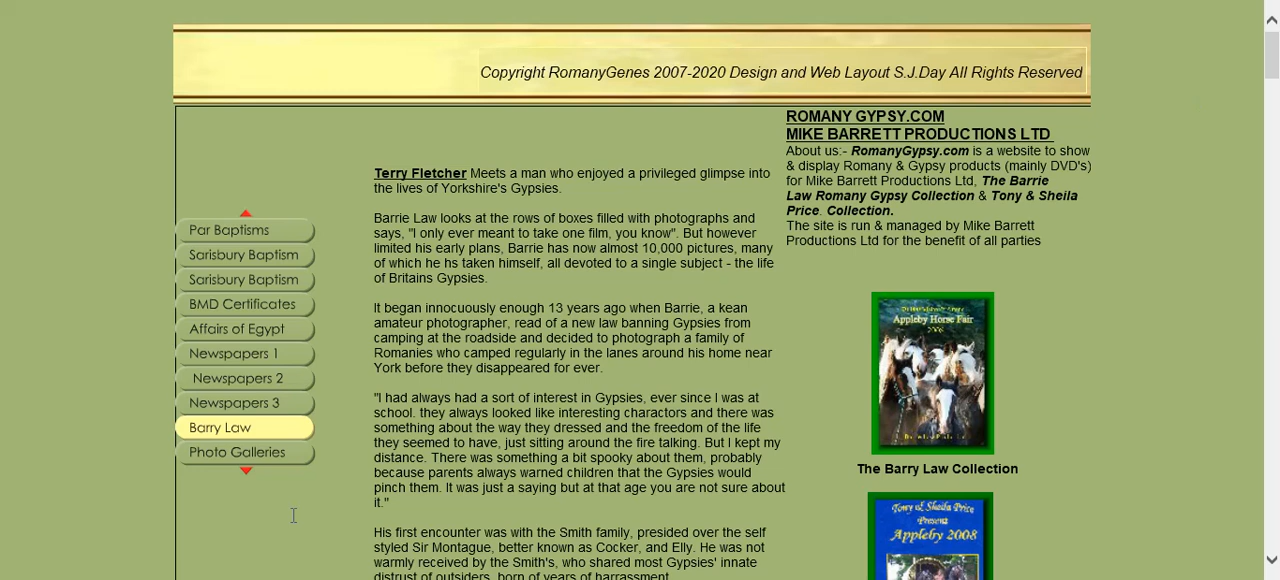 Copyright RomanyGenes 2007-2020 Design and Web Layout S.J.Day All Rights Reserved
Par Baptisms
Sarisbury Baptism
Sarisbury Baptism
BMD Certificates
Affairs of Egypt
Newspapers 1
Newspapers 2
Newspapers 3
Barry Law
Photo Galleries
Terry Fletcher Meets a man who enjoyed a privileged glimpse into
the lives of Yorkshire's Gypsies.
Barrie Law looks at the rows of boxes filled with photographs and
says, "I only ever meant to take one film, you know". But however
limited his early plans, Barrie has now almost 10,000 pictures, many
of which he hs taken himself, all devoted to a single subject - the life
of Britains Gypsies.
It began innocuously enough 13 years ago when Barrie, a kean
amateur photographer, read of a new law banning Gypsies from
camping at the roadside and decided to photograph a family of
Romanies who camped regularly in the lanes around his home near
York before they disappeared for ever.
"I had always had a sort of interest in Gypsies, ever since I was at
school. they always looked like interesting charactors and there was
something about the way they dressed and the freedom of the life
they seemed to have, just sitting around the fire talking. But I kept my
distance. There was something a bit spooky about them, probably
because parents always warned children that the Gypsies would
pinch them. It was just a saying but at that age you are not sure about
it."
His first encounter was with the Smith family, presided over the self
styled Sir Montague, better known as Cocker, and Elly. He was not
warmly received by the Smith's, who shared most Gypsies' innate
distrust of outsiders, born of years of harrassment.
ROMANY GYPSY.COM
MIKE BARRETT PRODUCTIONS LTD
About us:- RomanyGypsy.com is a website to show
& display Romany & Gypsy products (mainly DVD's)
for Mike Barrett Productions Ltd, The Barrie
Law Romany Gypsy Collection & Tony & Sheila
Price. Collection.
The site is run & managed by Mike Barrett
Productions Ltd for the benefit of all parties
Appleby Horse Fair
2008
The Barry Law Collection
Tony & Sheila Price
Present
Appleby 2008